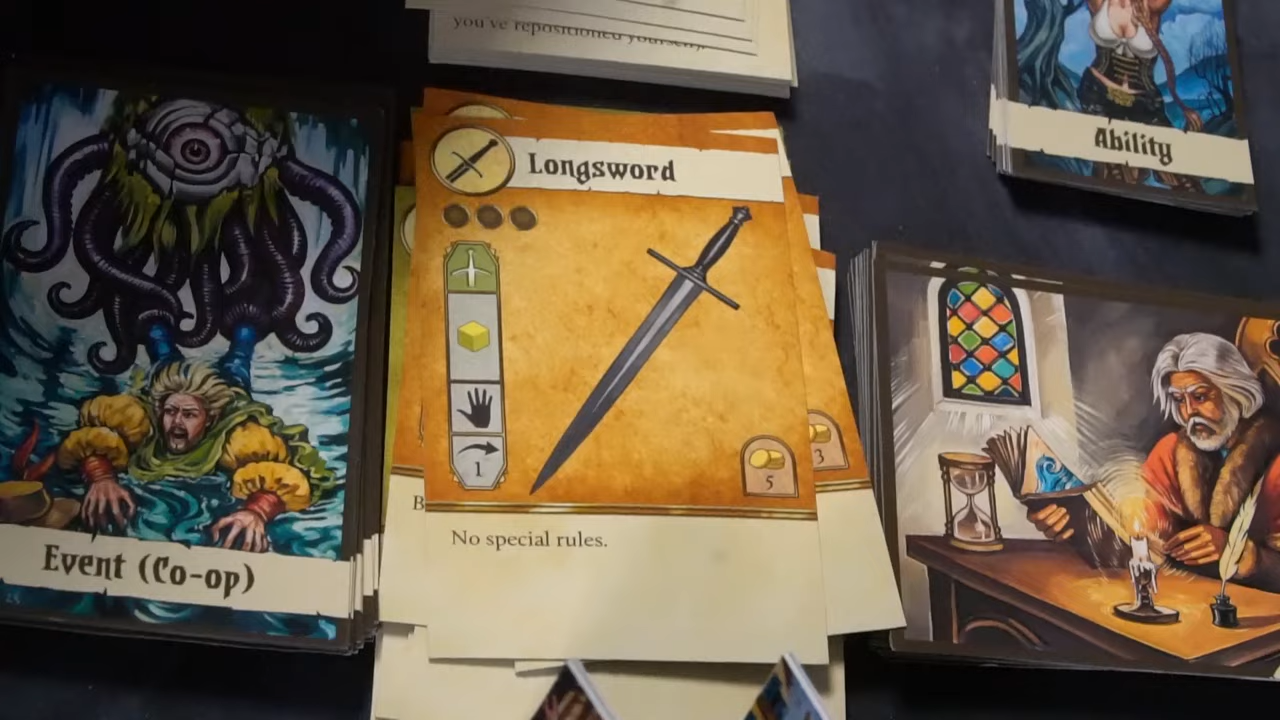 you've repositioned yourself).
Ability
Longsword
1
5
3
B
No special rules.
Event (Co-op)